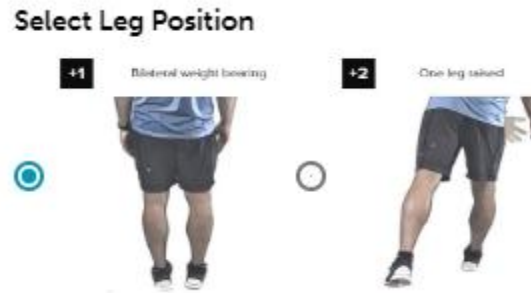 Select Leg Position
+1 Bilateral weight bearing +2 One leg raised